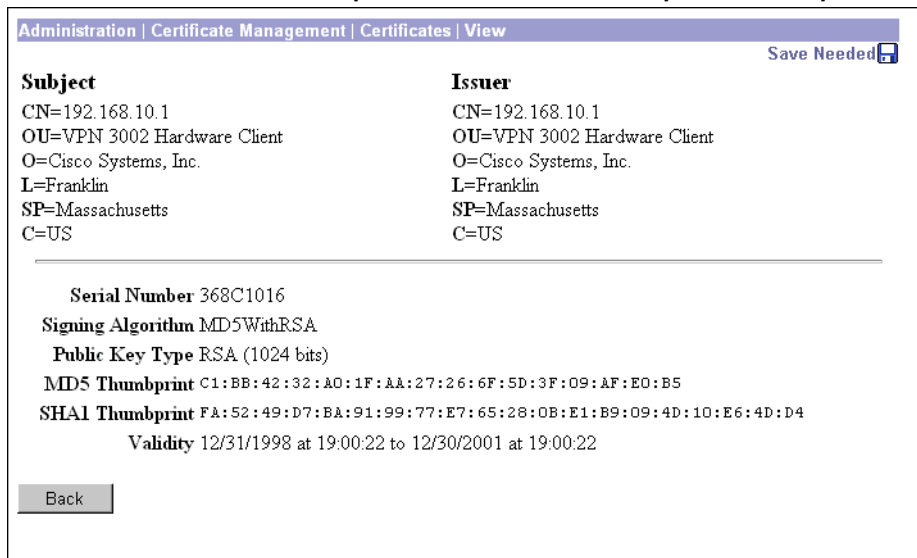 Administration | Certificate Management | Certificates | View
Save Needed
Subject
CN=192.168.10.1
OU=VPN 3002 Hardware Client
O=Cisco Systems, Inc.
L=Franklin
SP=Massachusetts
C=US
Issuer
CN=192.168.10.1
OU=VPN 3002 Hardware Client
O=Cisco Systems, Inc.
L=Franklin
SP=Massachusetts
C=US
Serial Number 368C1016
Signing Algorithm MD5WithRSA
Public Key Type RSA (1024 bits)
MD5 Thumbprint C1:BB:42:32:A0:1F:AA:27:26:6F:5D:3F:09:AF:E0:B5
SHA1 Thumbprint FA:52:49:D7:BA:91:99:77:E7:65:28:0B:E1:B9:09:4D:10:E6:4D:D4
Validity 12/31/1998 at 19:00:22 to 12/30/2001 at 19:00:22
Back